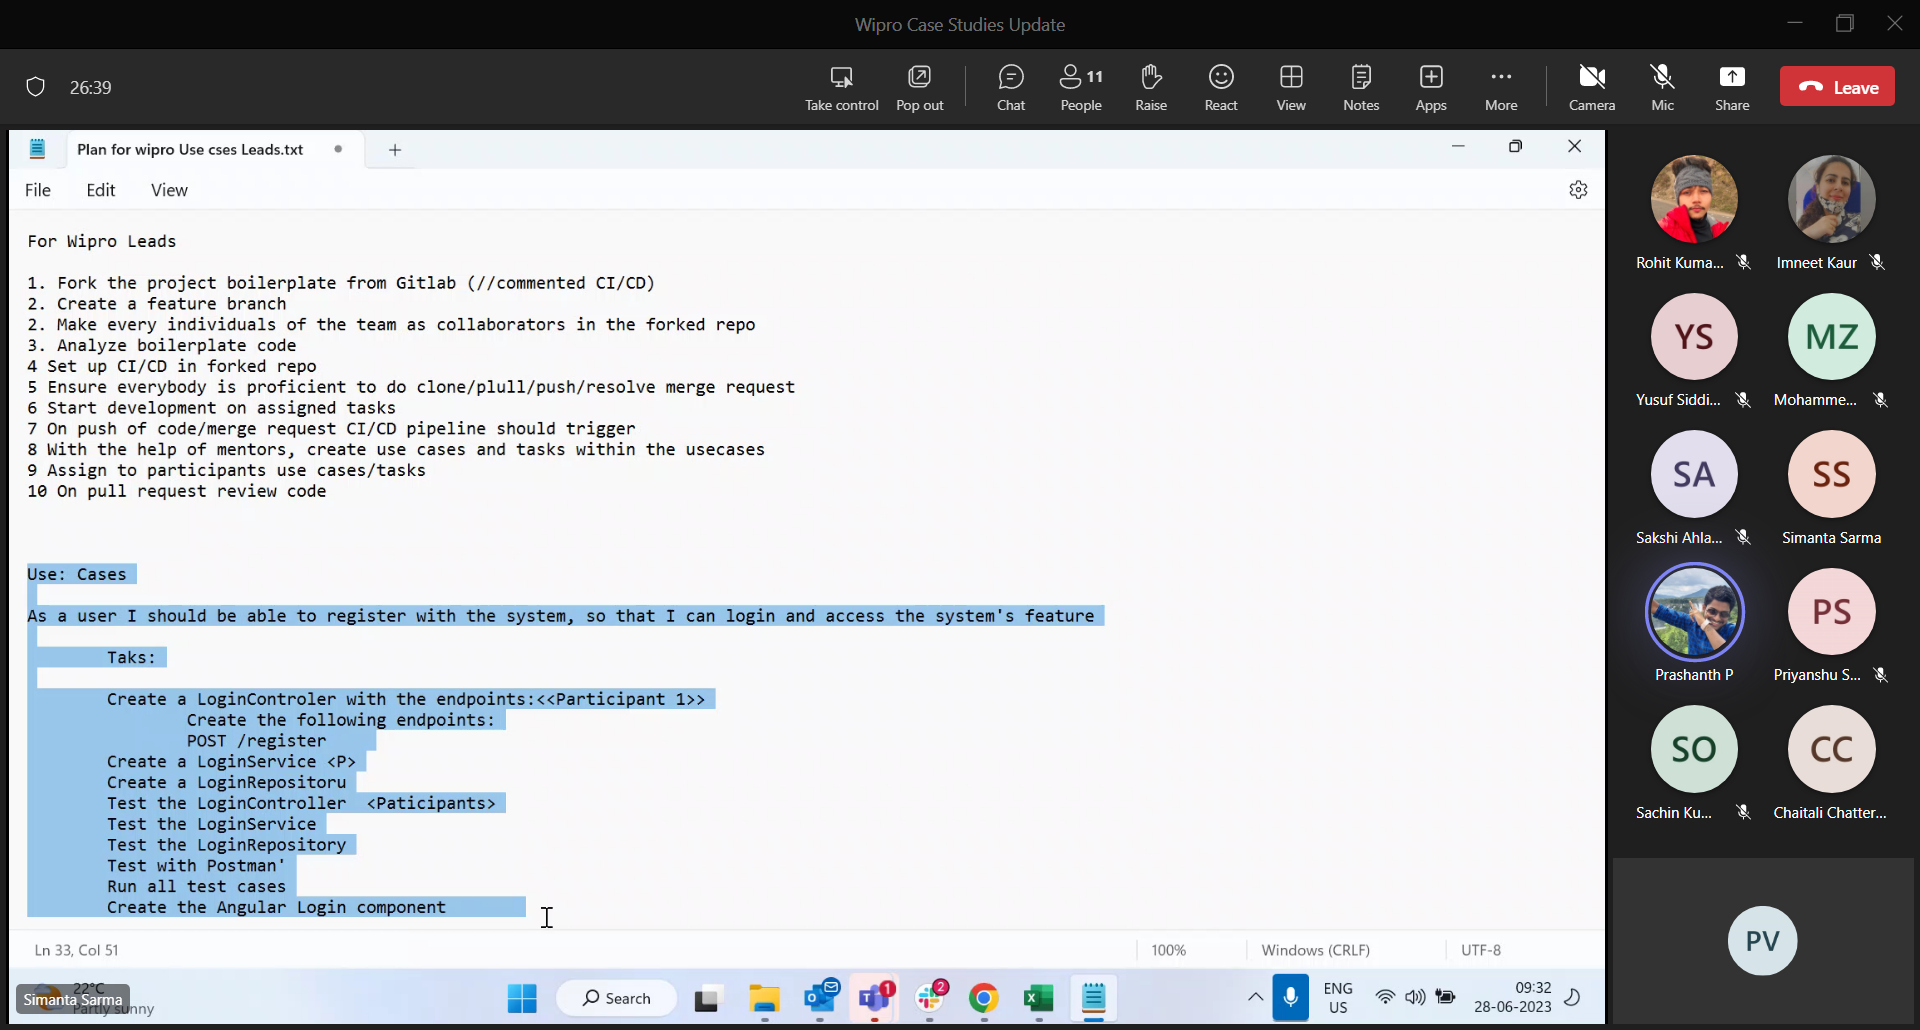 Wipro Case Studies Update
26:39
Take control
Pop out
Chat
11
People
Raise
React
View
Notes
Apps
More
Camera
Mic
Share
Leave
Plan for wipro Use cses Leads.txt
File Edit View
For Wipro Leads
1. Fork the project boilerplate from Gitlab (//commented CI/CD)
2. Create a feature branch
2. Make every individuals of the team as collaborators in the forked repo
3. Analyze boilerplate code
4 Set up CI/CD in forked repo
5 Ensure everybody is proficient to do clone/plull/push/resolve merge request
6 Start development on assigned tasks
7 On push of code/merge request CI/CD pipeline should trigger
8 With the help of mentors, create use cases and tasks within the usecases
9 Assign to participants use cases/tasks
10 On pull request review code
Use: Cases
As a user I should be able to register with the system, so that I can login and access the system's feature
Taks:
Create a LoginControler with the endpoints:<<Participant 1>>
Create the following endpoints:
POST /register
Create a LoginService <P>
Create a LoginRepositoru
Test the LoginController <Paticipants>
Test the LoginService
Test the LoginRepository
Test with Postman'
Run all test cases
Create the Angular Login component
Ln 33, Col 51
100%
Windows (CRLF)
UTF-8
22°C
Partly sunny
Simanta Sarma
Search
1
2
ENG
US
09:32
28-06-2023
Rohit Kuma...
Imneet Kaur
YS
Yusuf Siddi...
MZ
Mohamme...
SA
Sakshi Ahla...
SS
Simanta Sarma
Prashanth P
PS
Priyanshu S...
SO
Sachin Ku...
CC
Chaitali Chatter...
PV